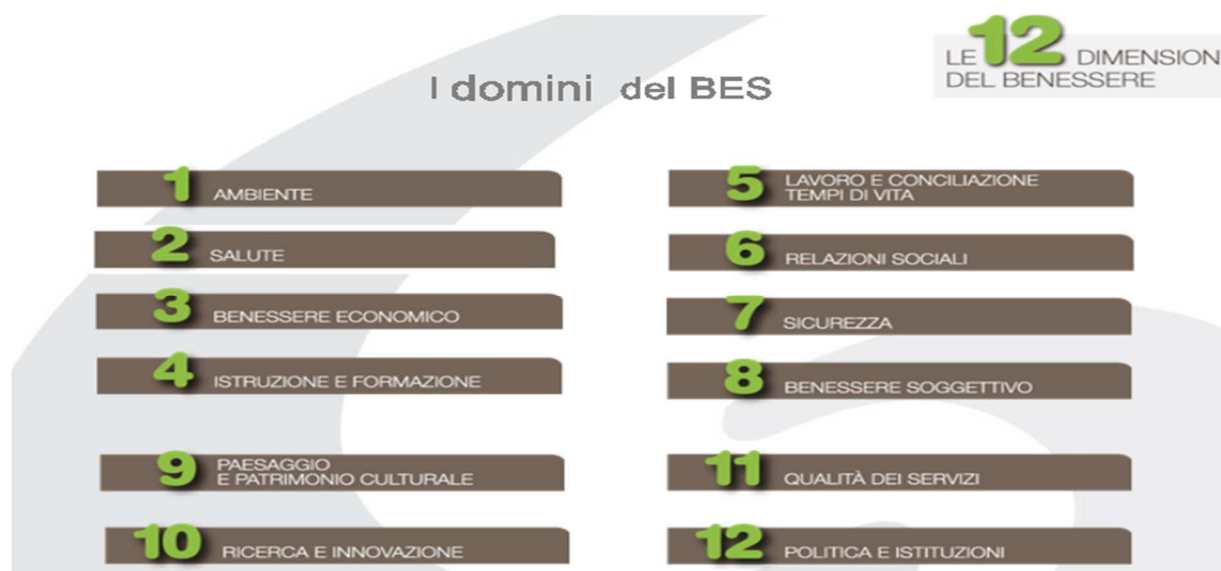 LE 12 DIMENSION
DEL BENESSERE
I domini del BES
1 AMBIENTE
2 SALUTE
3 BENESSERE ECONOMICO
4 ISTRUZIONE E FORMAZIONE
5 LAVORO E CONCILIAZIONE
TEMPI DI VITA
6 RELAZIONI SOCIALI
7 SICUREZZA
8 BENESSERE SOGGETTIVO
9 PAESAGGIO
E PATRIMONIO CULTURALE
10 RICERCA E INNOVAZIONE
11 QUALITÀ DEI SERVIZI
12 POLITICA E ISTITUZIONI